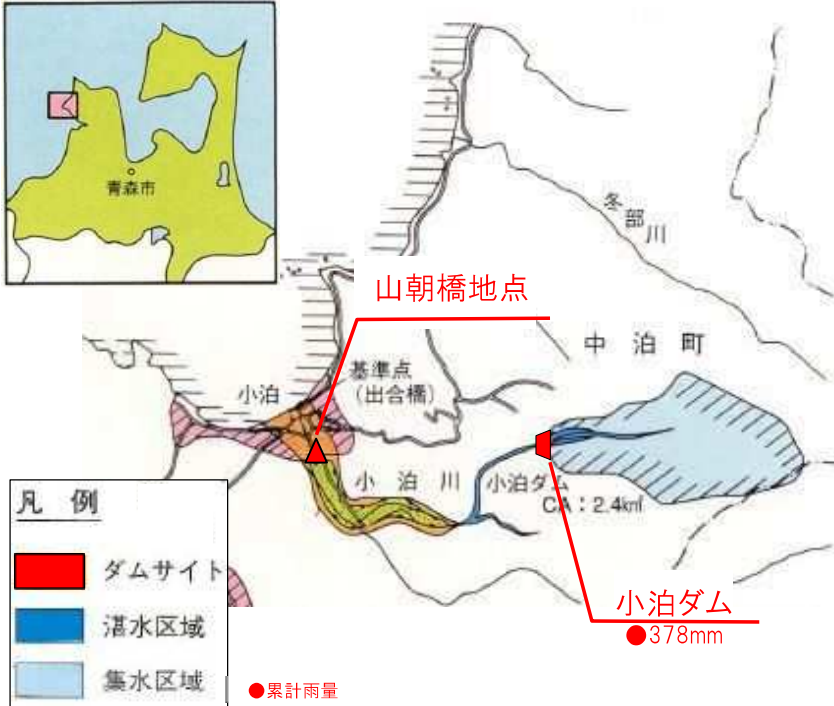 青森市
冬部川
山朝橋地点
中泊町
基準点
(出合橋)
小泊
小泊川
小泊ダム
CA:2.4km²
凡例
ダムサイト
湛水区域
集水区域
小泊ダム
●378mm
●累計雨量